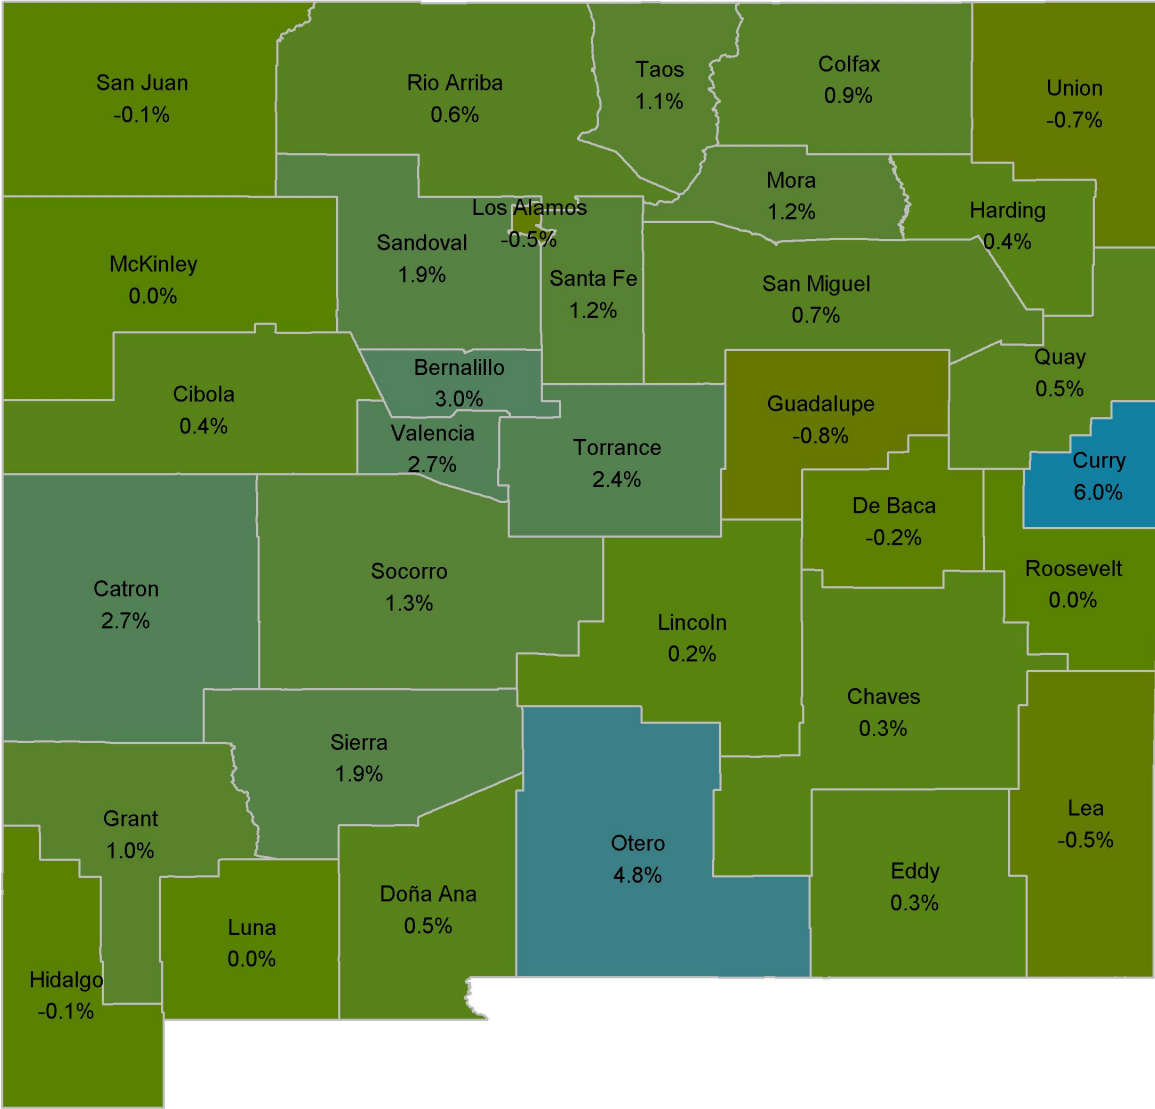 San Juan
-0.1%
Rio Arriba
0.6%
Taos
1.1%
Colfax
0.9%
Union
-0.7%
Mora
1.2%
Harding
0.4%
Los Alamos
-0.5%
Sandoval
1.9%
McKinley
0.0%
Santa Fe
1.2%
San Miguel
0.7%
Quay
0.5%
Bernalillo
3.0%
Cibola
0.4%
Guadalupe
-0.8%
Valencia
2.7%
Torrance
2.4%
Curry
6.0%
De Baca
-0.2%
Roosevelt
0.0%
Catron
2.7%
Socorro
1.3%
Lincoln
0.2%
Chaves
0.3%
Sierra
1.9%
Grant
1.0%
Lea
-0.5%
Otero
4.8%
Eddy
0.3%
Doña Ana
0.5%
Luna
0.0%
Hidalgo
-0.1%